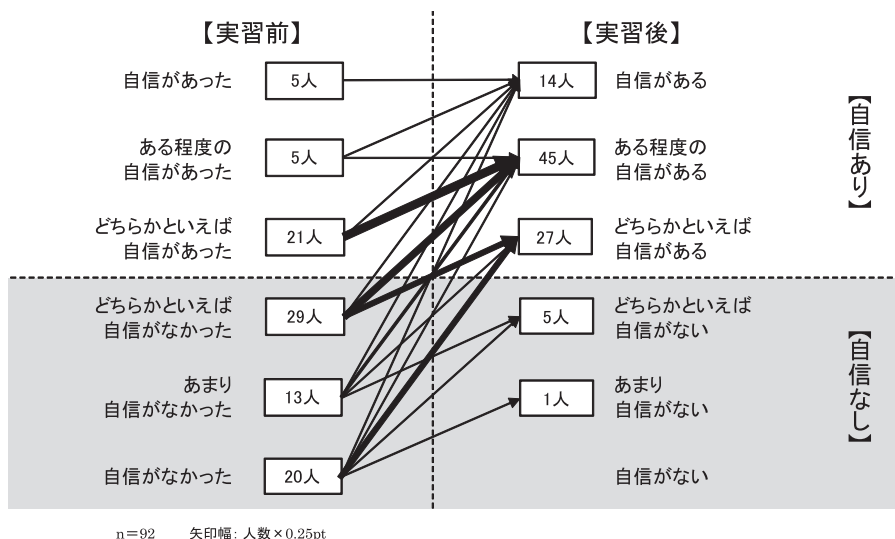 【実習前】
【実習後】
自信があった
5人
14人
自信がある
ある程度の
自信があった
5人
45人
ある程度の
自信がある
どちらかといえば
自信があった
21人
27人
どちらかといえば
自信がある
【自信あり】
どちらかといえば
自信がなかった
29人
5人
どちらかといえば
自信がない
あまり
自信がなかった
13人
1人
あまり
自信がない
自信がなかった
20人
自信がない
【自信なし】
n=92 矢印幅: 人数×0.25pt